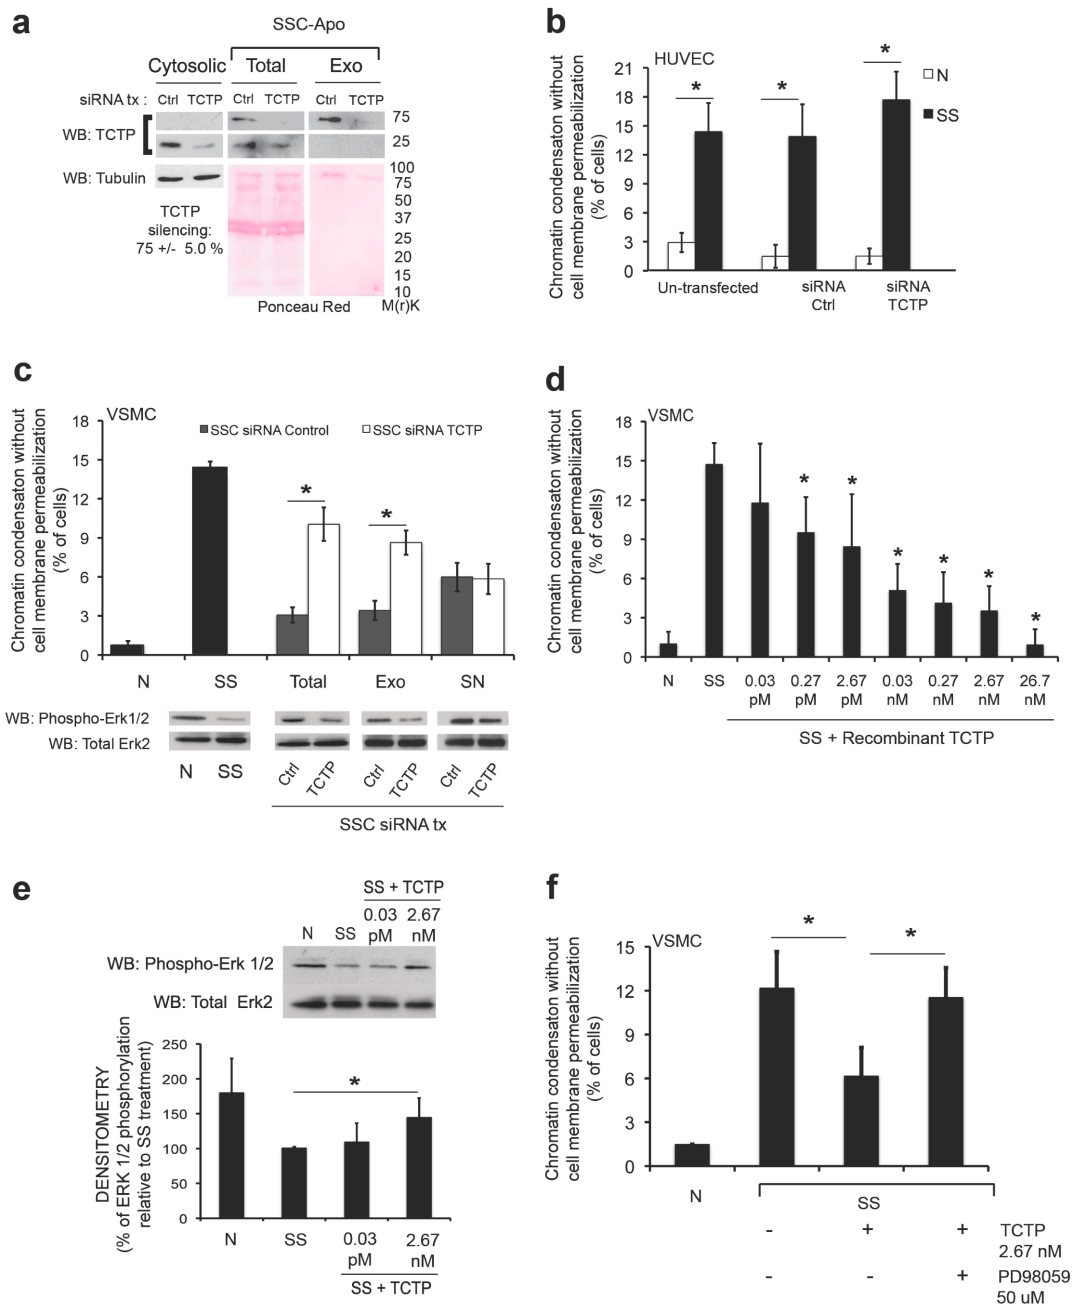 a
SSC-Apo
Cytosolic Total Exo
siRNA tx : Ctrl TCTP Ctrl TCTP Ctrl TCTP
WB: TCTP
75
25
WB: Tubulin
100
75
50
37
25
20
15
10
TCTP
silencing:
75 +/- 5.0 %
Ponceau Red
M(r)K
b
HUVEC
Chromatin condensaton without
cell membrane permeabilization
(% of cells)
21
18
15
12
9
6
3
0
* * *
N
SS
Un-transfected
siRNA
Ctrl
siRNA
TCTP
c
VSMC
Chromatin condensaton without
cell membrane permeabilization
(% of cells)
18
15
12
9
6
3
0
SSC siRNA Control
SSC siRNA TCTP
* *
N SS Total Exo SN
WB: Phospho-Erk1/2
WB: Total Erk2
N SS Ctrl TCTP Ctrl TCTP Ctrl TCTP
SSC siRNA tx
d
VSMC
Chromatin condensaton without
cell membrane permeabilization
(% of cells)
18
15
12
9
6
3
0
* * * * * *
N SS 0.03 0.27 2.67 0.03 0.27 2.67 26.7
pM pM pM nM nM nM nM
SS + Recombinant TCTP
e
SS + TCTP
N SS 0.03 2.67
pM nM
WB: Phospho-Erk 1/2
WB: Total Erk2
DENSITOMETRY
(% of ERK 1/2 phosphorylation
relative to SS treatment)
250
200
150
100
50
0
*
N SS 0.03 2.67
pM nM
SS + TCTP
f
VSMC
Chromatin condensaton without
cell membrane permeabilization
(% of cells)
15
12
9
6
3
0
* *
N
SS
- + + TCTP
2.67 nM
- - + PD98059
50 uM